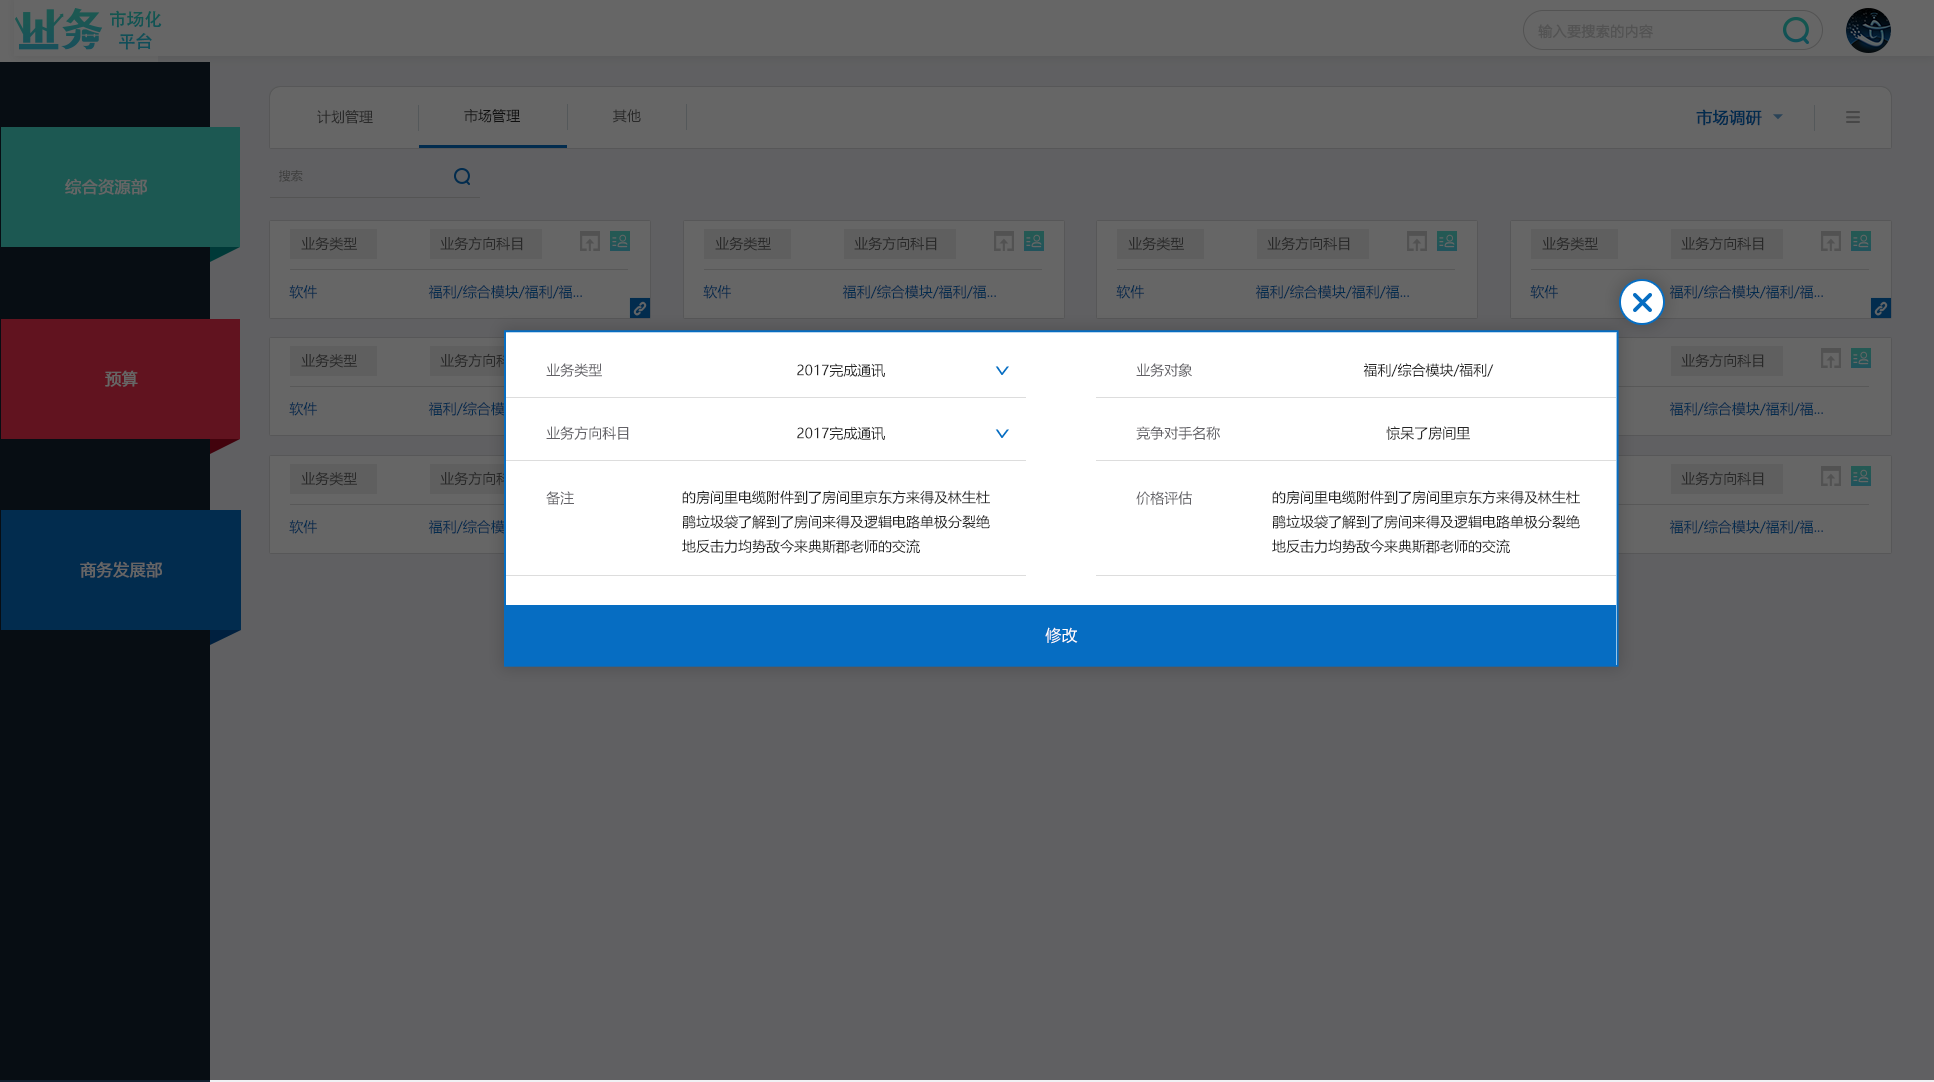 业务 市场化
平台
输入要搜索的内容
计划管理 市场管理 其他 市场调研
搜索
综合资源部
预算
商务发展部
业务类型 业务方向科目 业务类型 业务方向科目 业务类型 业务方向科目 业务类型 业务方向科目
软件 福利/综合模块/福利/福... 软件 福利/综合模块/福利/福... 软件 福利/综合模块/福利/福... 软件 福利/综合模块/福利/福...
业务类型 业务方向 业务方向科目
软件 福利/综合 福利/综合模块/福利/福...
业务类型 业务方向 业务方向科目
软件 福利/综合 福利/综合模块/福利/福...
业务类型 2017完成通讯 业务对象 福利/综合模块/福利/
业务方向科目 2017完成通讯 竞争对手名称 惊呆了房间里
备注
的房间里电缆附件到了房间里京东方来得及林生杜
鹃垃圾袋了解到了房间来得及逻辑电路单极分裂绝
地反击力均势敌今来典斯郡老师的交流
价格评估
的房间里电缆附件到了房间里京东方来得及林生杜
鹃垃圾袋了解到了房间来得及逻辑电路单极分裂绝
地反击力均势敌今来典斯郡老师的交流
修改